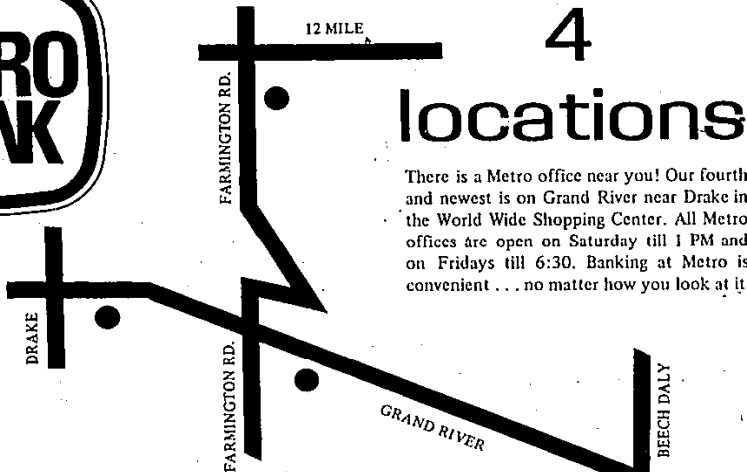 12 MILE
4
locations
FARMINGTON RD.
There is a Metro office near you! Our fourth
and newest is on Grand River near Drake in
the World Wide Shopping Center. All Metro
offices are open on Saturday till 1 PM and
on Fridays till 6:30. Banking at Metro is
convenient . . . no matter how you look at it
DRAKE
FARMINGTON RD.
GRAND RIVER
BEECH DALY